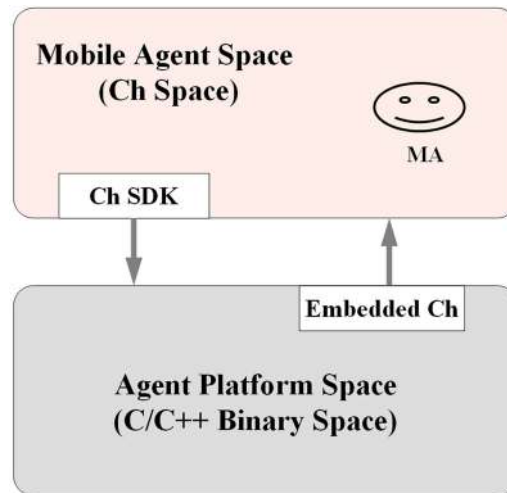 Mobile Agent Space
(Ch Space)
MA
Ch SDK
Embedded Ch
Agent Platform Space
(C/C++ Binary Space)